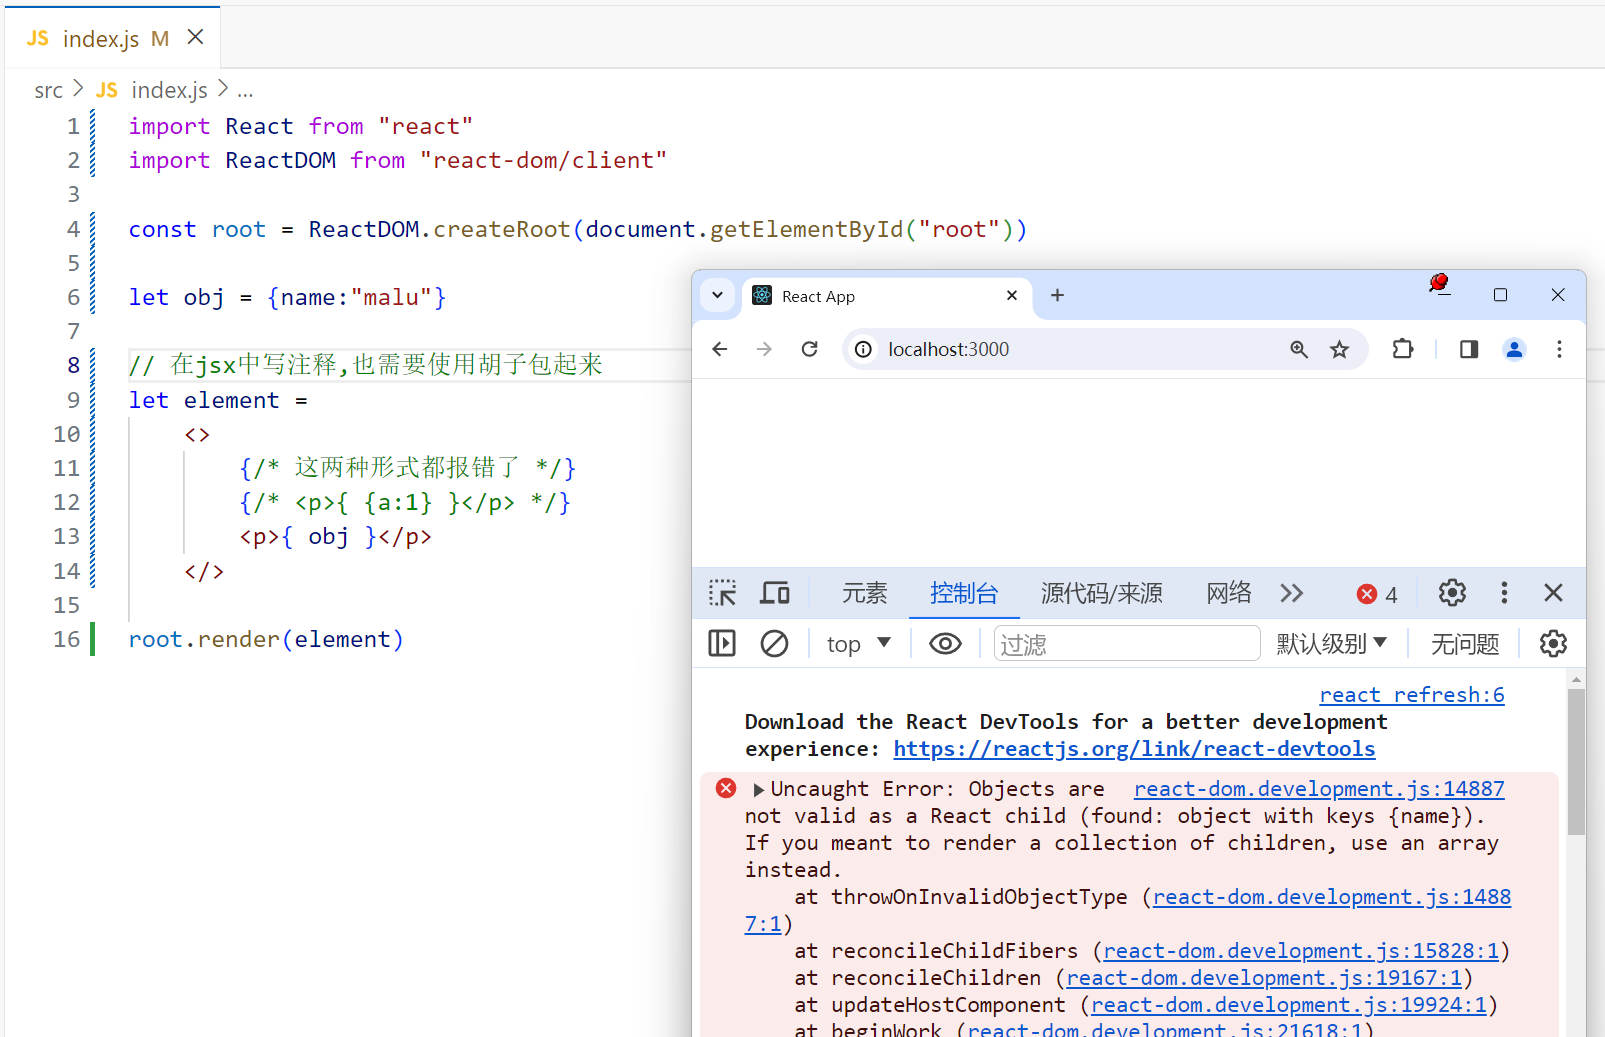 JS index.js M
src > JS index.js > ...
1 import React from "react"
2 import ReactDOM from "react-dom/client"
3
4 const root = ReactDOM.createRoot(document.getElementById("root"))
5
6 let obj = {name:"malu"}
7
8 // 在jsx中写注释,也需要使用胡子包起来
9 let element =
10 <>
11 {/* 这两种形式都报错了 */}
12 {/* <p>{ {a:1} }</p> */}
13 <p>{ obj }</p>
14 </>
15
16 root.render(element)
React App
localhost:3000
元素 控制台 源代码/来源 网络 4
top 过滤 默认级别 无问题
react refresh:6
Download the React DevTools for a better development
experience: https://reactjs.org/link/react-devtools
Uncaught Error: Objects are react-dom.development.js:14887
not valid as a React child (found: object with keys {name}).
If you meant to render a collection of children, use an array
instead.
at throwOnInvalidObjectType (react-dom.development.js:1488
7:1)
at reconcileChildFibers (react-dom.development.js:15828:1)
at reconcileChildren (react-dom.development.js:19167:1)
at updateHostComponent (react-dom.development.js:19924:1)
at beginWork (react-dom.development.js:21618:1)